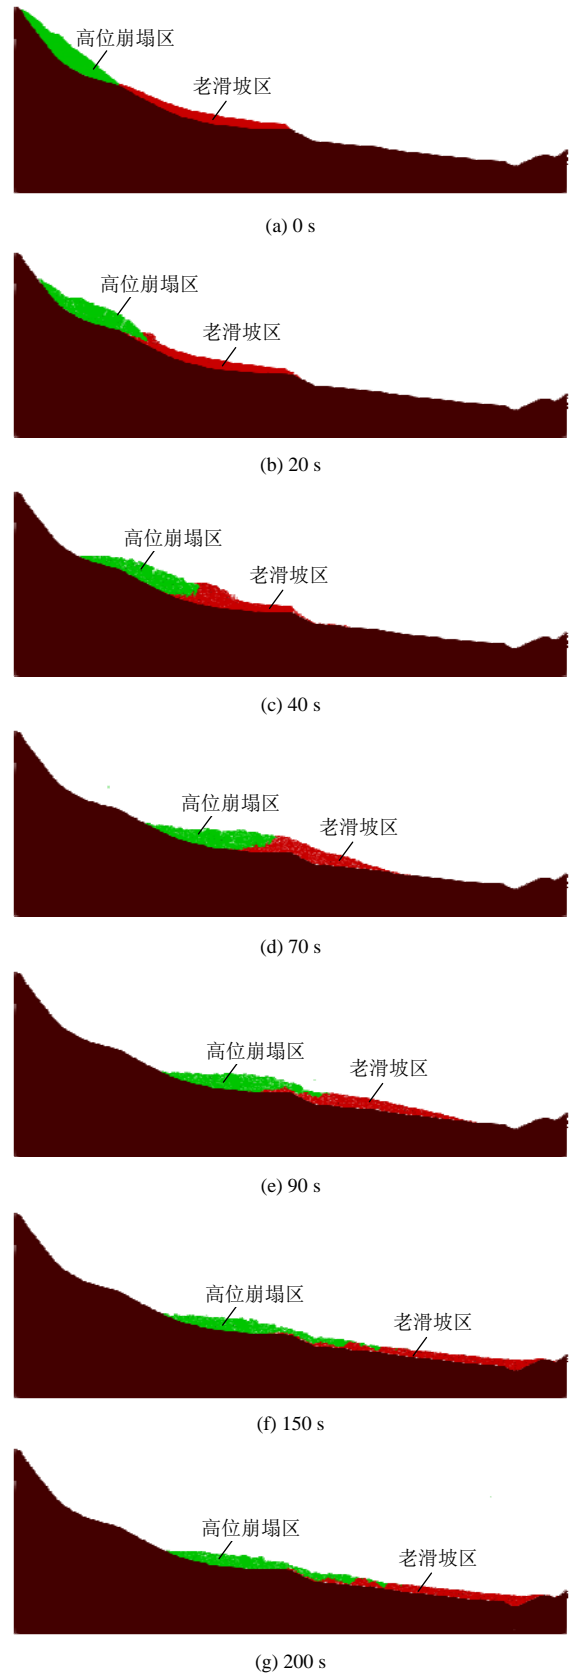 高位崩塌区
老滑坡区
(a) 0 s
高位崩塌区
老滑坡区
(b) 20 s
高位崩塌区
老滑坡区
(c) 40 s
高位崩塌区
老滑坡区
(d) 70 s
高位崩塌区
老滑坡区
(e) 90 s
高位崩塌区
老滑坡区
(f) 150 s
高位崩塌区
老滑坡区
(g) 200 s